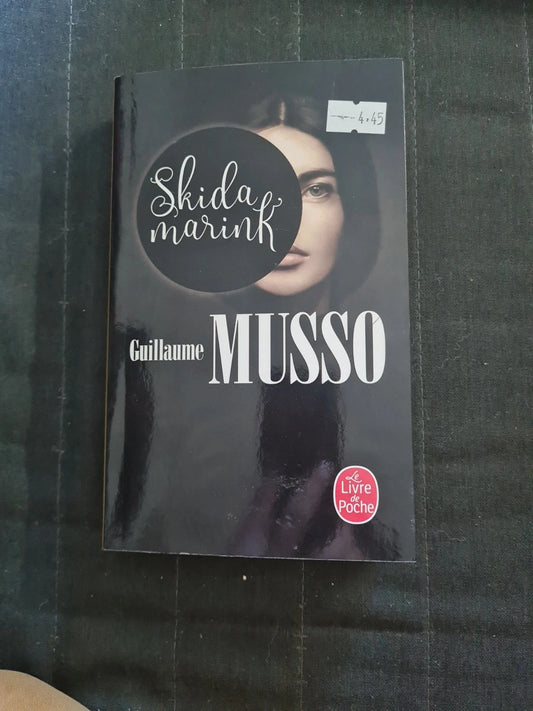 4.45
Skida
marink
Guillaume MUSSO
Le
Livre
de
Poche